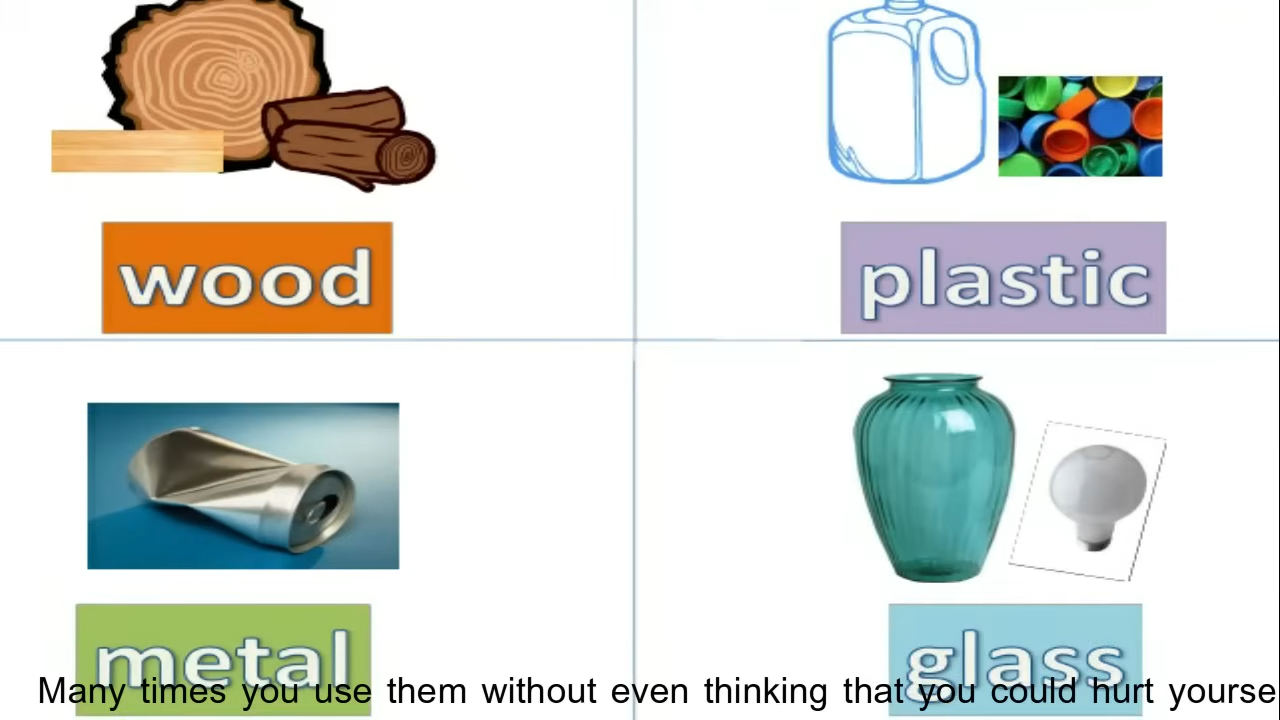 wood
plastic
metal
glass
Many times you use them without even thinking that you could hurt yourse